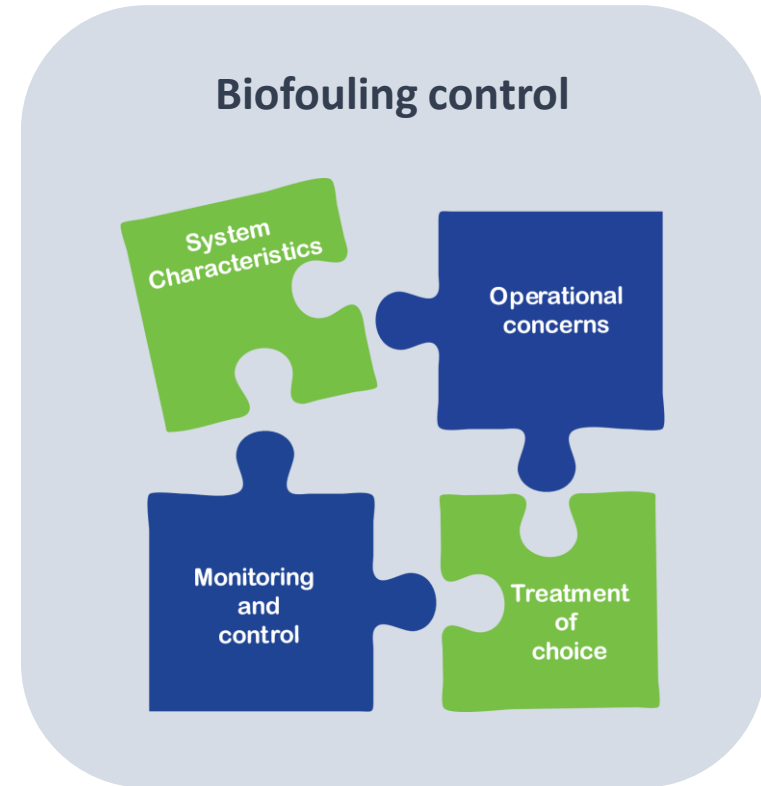 Biofouling control
System
Characteristics
Operational
concerns
Monitoring
and
control
Treatment
of
choice